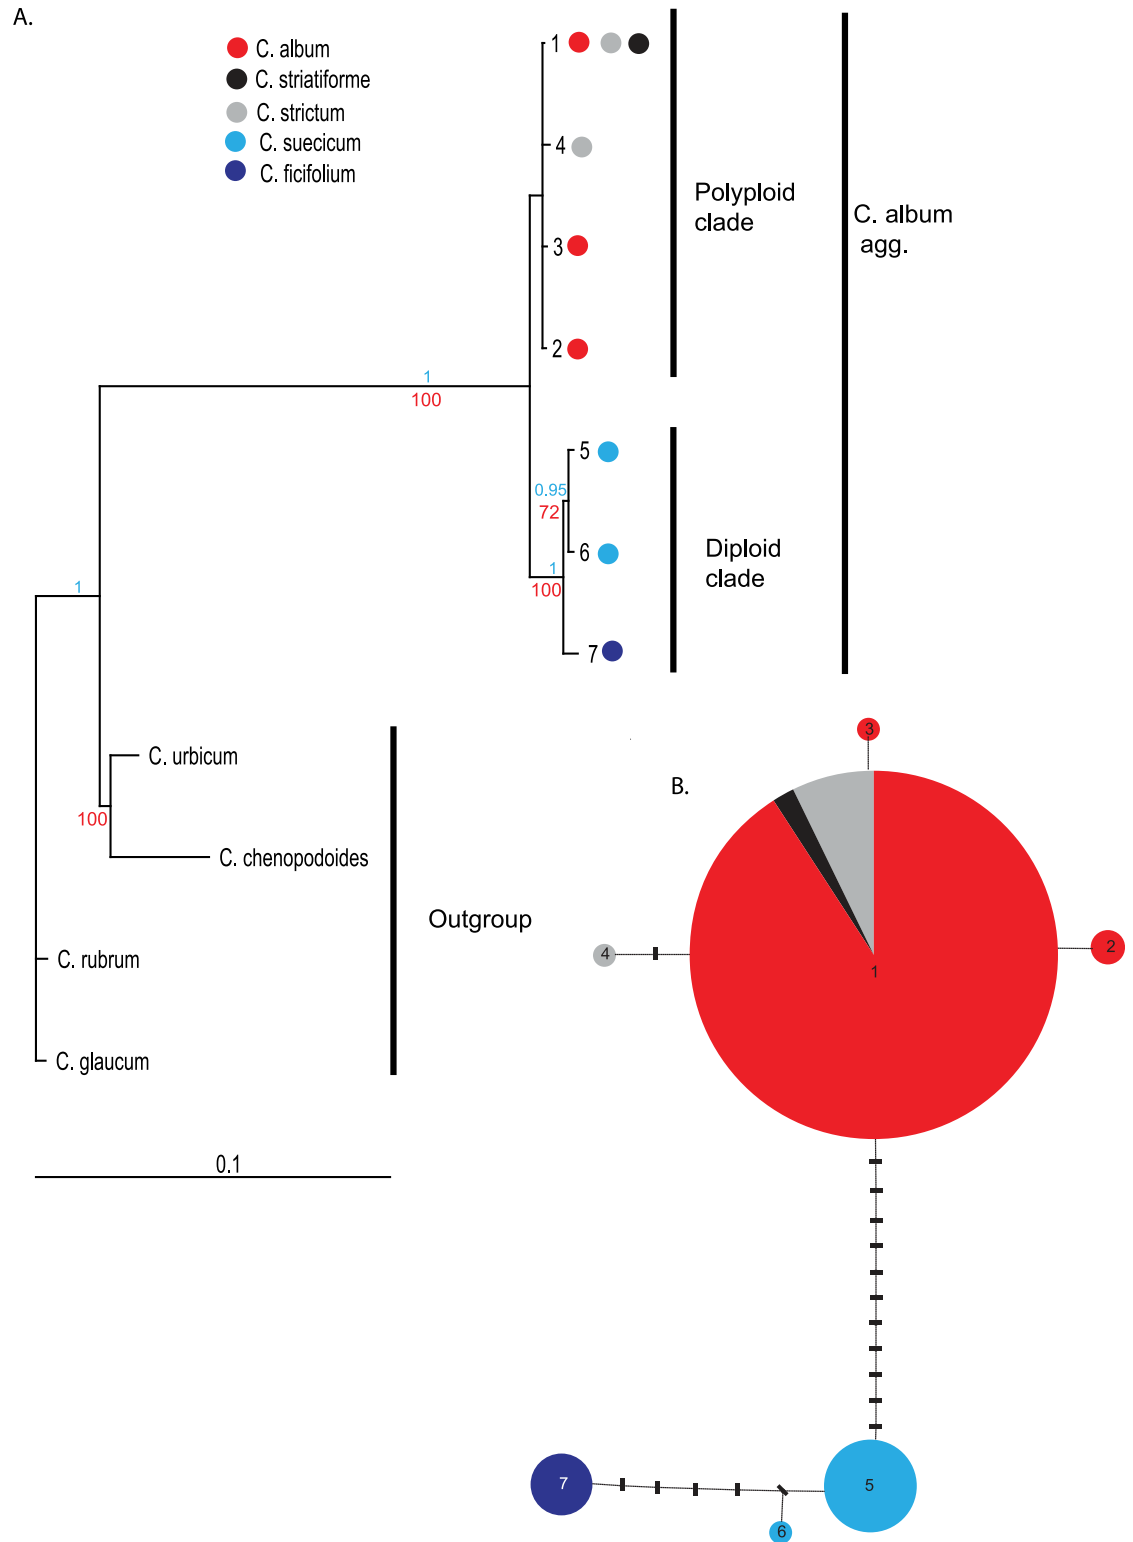 A.
C. album
C. striatiforme
C. strictum
C. suecicum
C. ficifolium
1
4
3
2
Polyploid
clade
C. album
agg.
1
100
5
0.95
72
6
1
100
7
Diploid
clade
1
C. urbicum
100
C. chenopodoides
C. rubrum
C. glaucum
Outgroup
0.1
B.
3
4
1
2
7
5
6